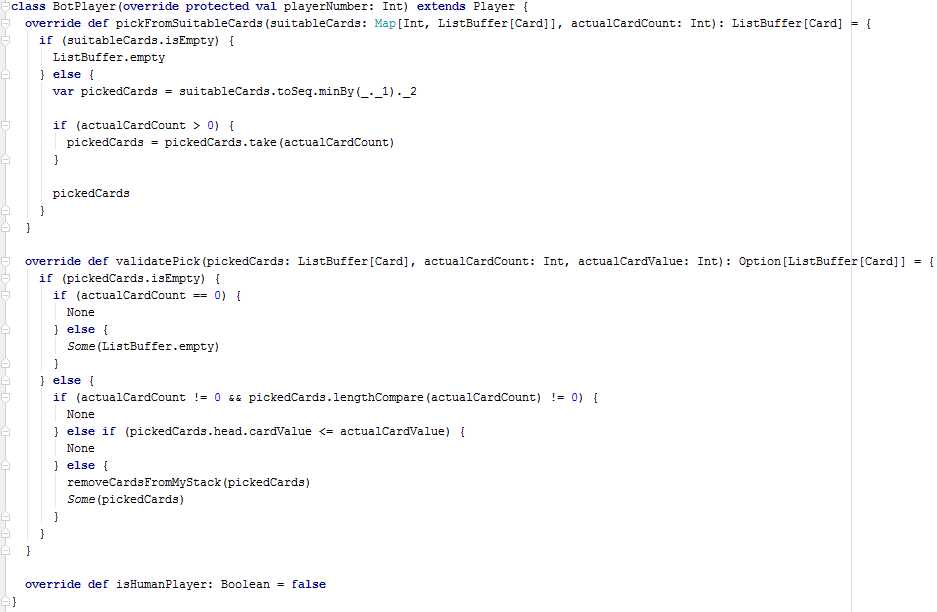 class BotPlayer(override protected val playerNumber: Int) extends Player {
  override def pickFromSuitableCards(suitableCards: Map[Int, ListBuffer[Card]], actualCardCount: Int): ListBuffer[Card] = {
    if (suitableCards.isEmpty) {
      ListBuffer.empty
    } else {
      var pickedCards = suitableCards.toSeq.minBy(_._1)._2

      if (actualCardCount > 0) {
        pickedCards = pickedCards.take(actualCardCount)
      }

      pickedCards
    }
  }

  override def validatePick(pickedCards: ListBuffer[Card], actualCardCount: Int, actualCardValue: Int): Option[ListBuffer[Card]] = {
    if (pickedCards.isEmpty) {
      if (actualCardCount == 0) {
        None
      } else {
        Some(ListBuffer.empty)
      }
    } else {
      if (actualCardCount != 0 && pickedCards.lengthCompare(actualCardCount) != 0) {
        None
      } else if (pickedCards.head.cardValue <= actualCardValue) {
        None
      } else {
        removeCardsFromMyStack(pickedCards)
        Some(pickedCards)
      }
    }
  }

  override def isHumanPlayer: Boolean = false
}